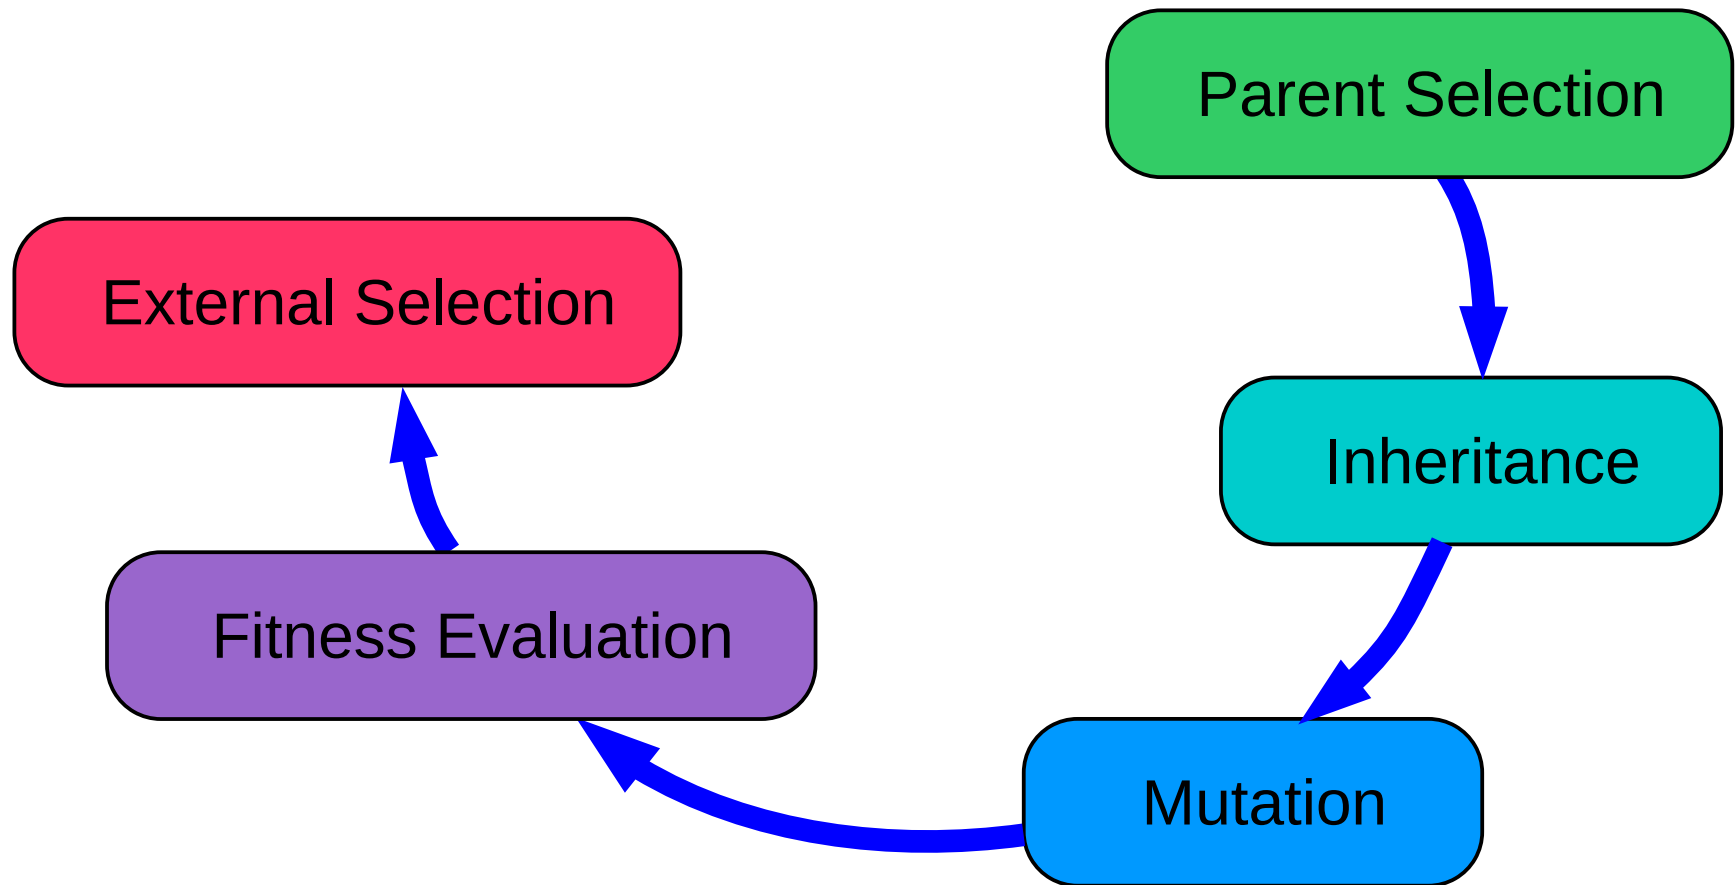 Parent Selection
External Selection
Inheritance
Fitness Evaluation
Mutation